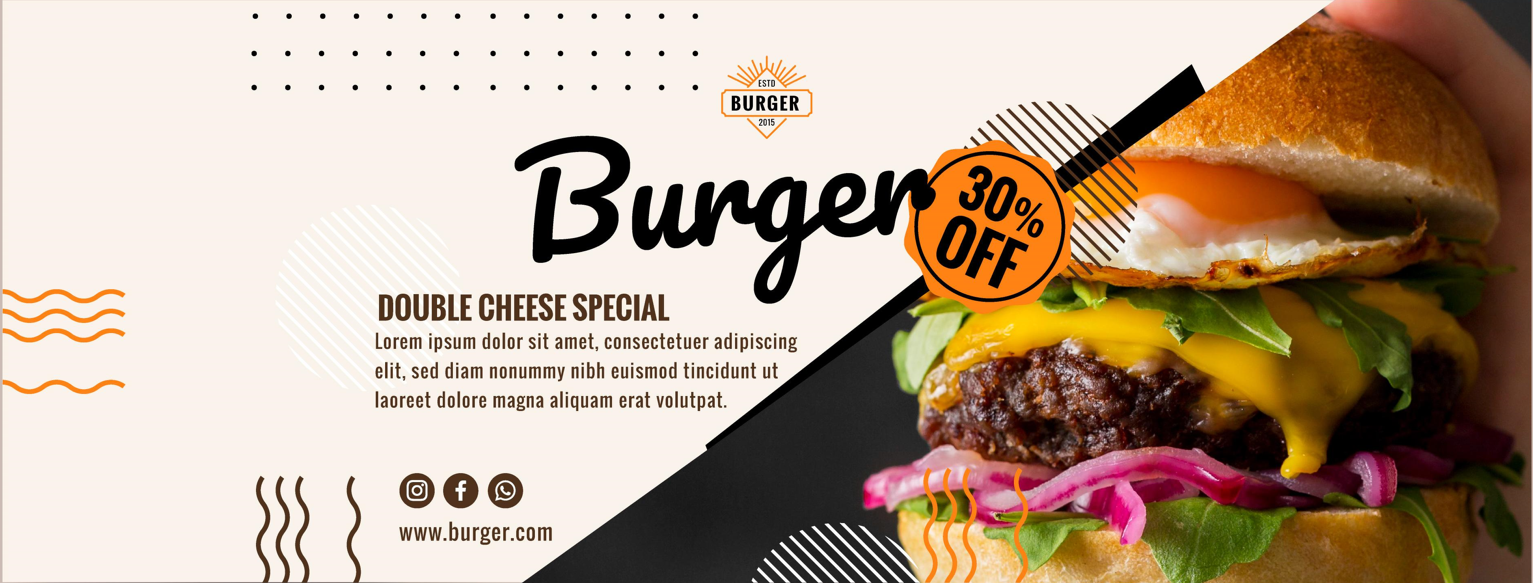 ESTD
BURGER
2015
Burger
30%
OFF
DOUBLE CHEESE SPECIAL
Lorem ipsum dolor sit amet, consectetuer adipiscing
elit, sed diam nonummy nibh euismod tincidunt ut
laoreet dolore magna aliquam erat volutpat.
www.burger.com